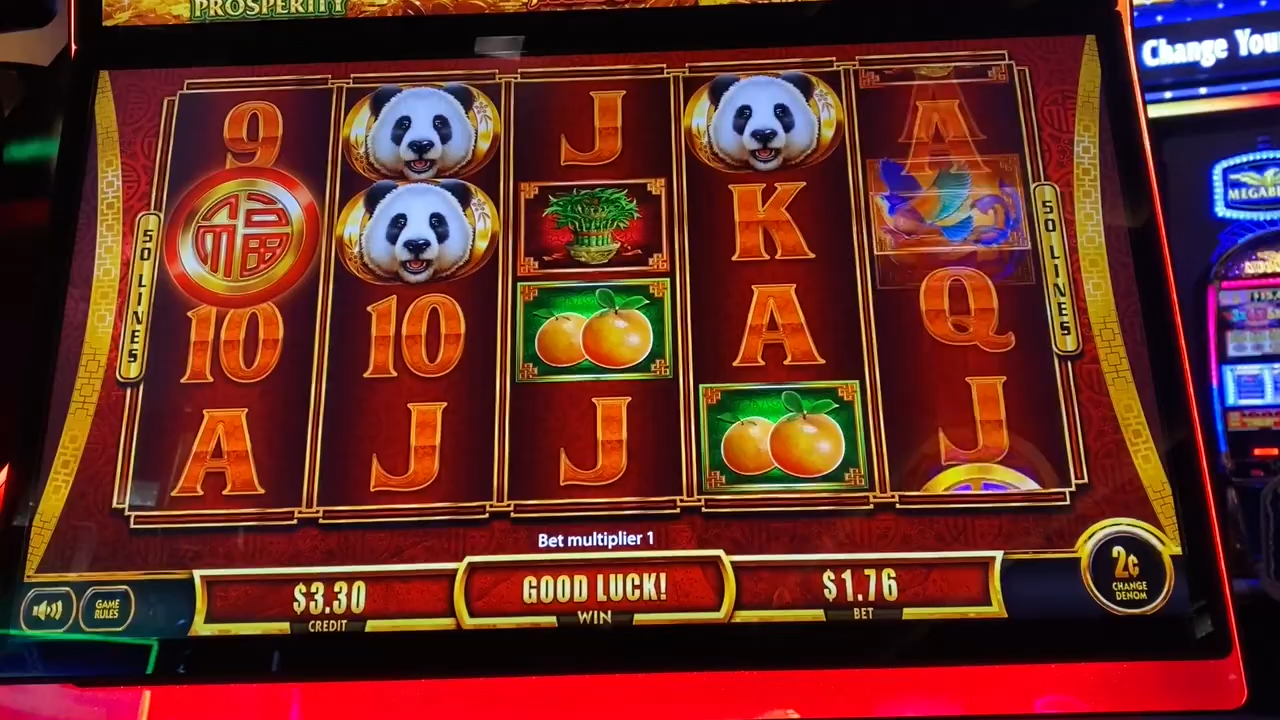 PROSPERITY
Change You
MEGAB
9
J
A
福
K
10
10
A
Q
A
J
J
J
50 LINES
50 LINES
Bet multiplier 1
GAME
RULES
$3.30
CREDIT
GOOD LUCK!
WIN
$1.76
BET
2¢
CHANGE
DENOM